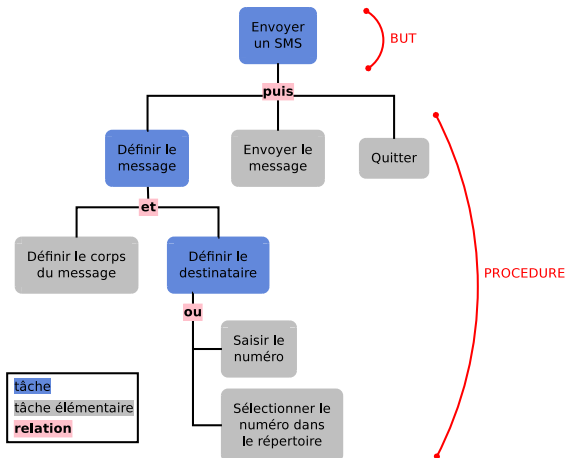 Envoyer
un SMS
BUT
puis
Définir le
message
Envoyer le
message
Quitter
et
Définir le corps
du message
Définir le
destinataire
PROCEDURE
ou
Saisir le
numéro
Sélectionner le
numéro dans
le répertoire
tâche
tâche élémentaire
relation